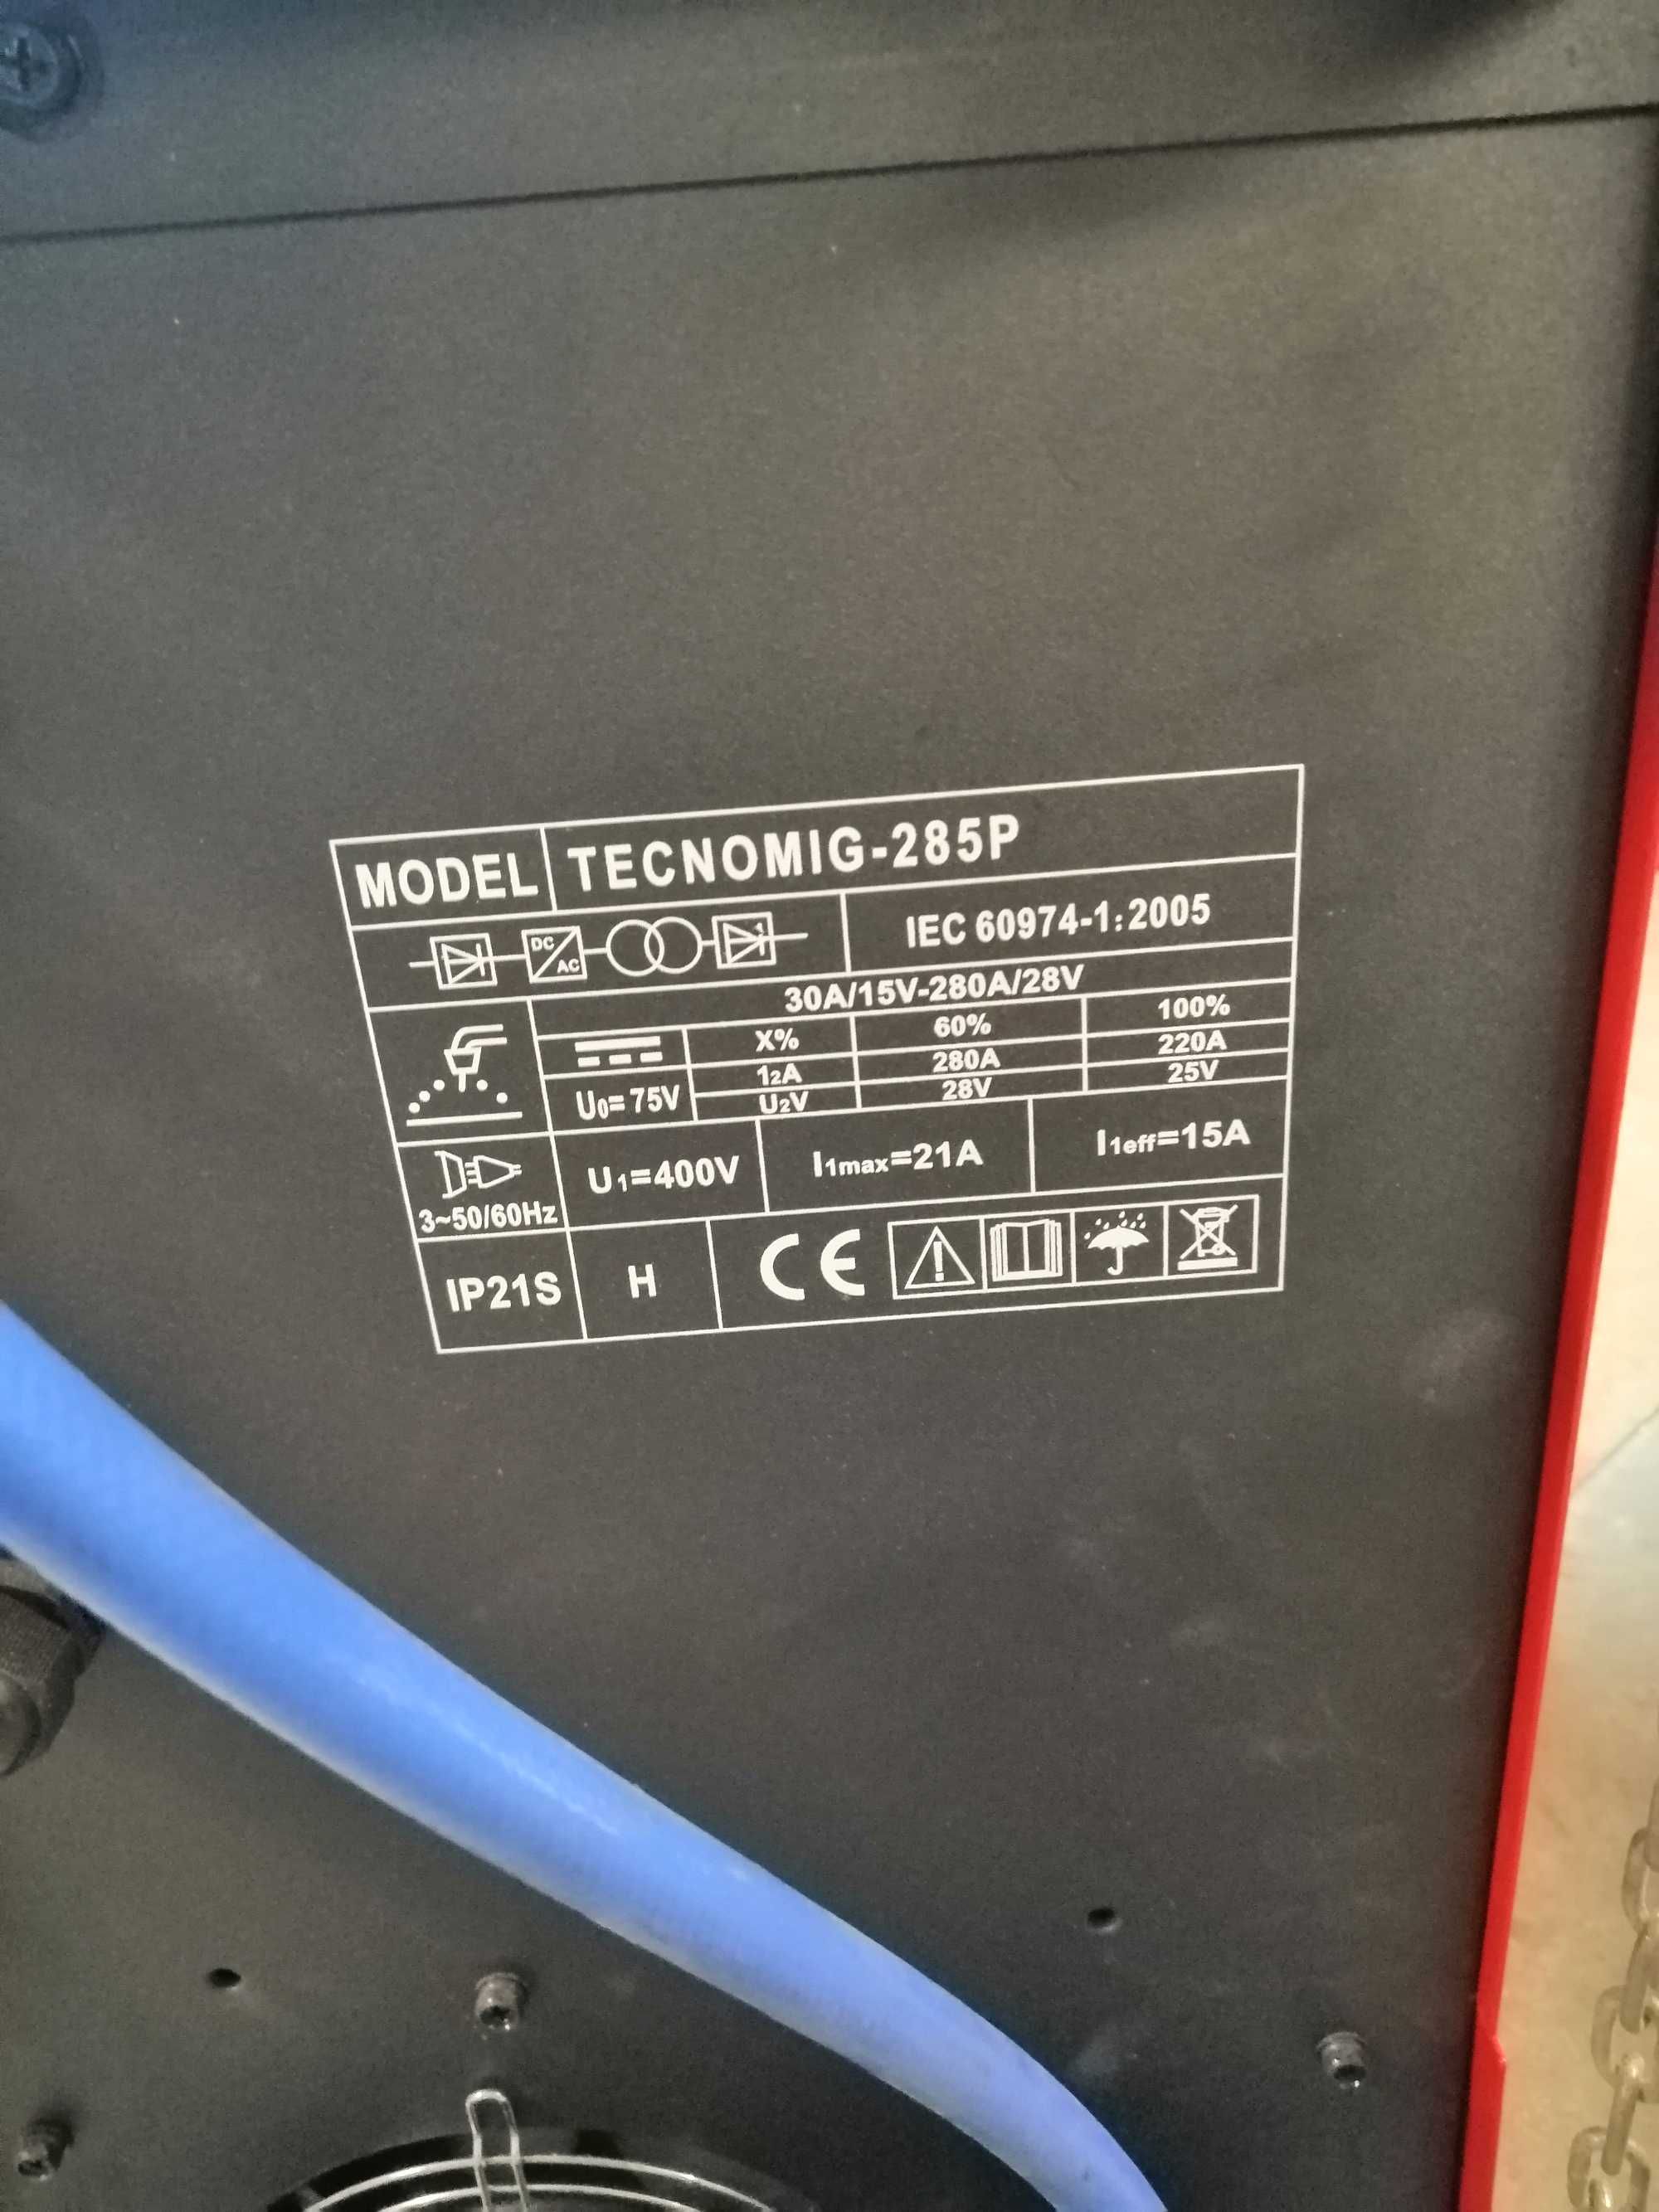 MODEL TECNOMIG-285P
DC AC IEC 60974-1:2005
30A/15V-280A/28V
X% 60% 100%
12A 280A 220A
U0=75V U2V 28V 25V
U1=400V I1max=21A I1eff=15A
3~50/60Hz
IP21S H CE